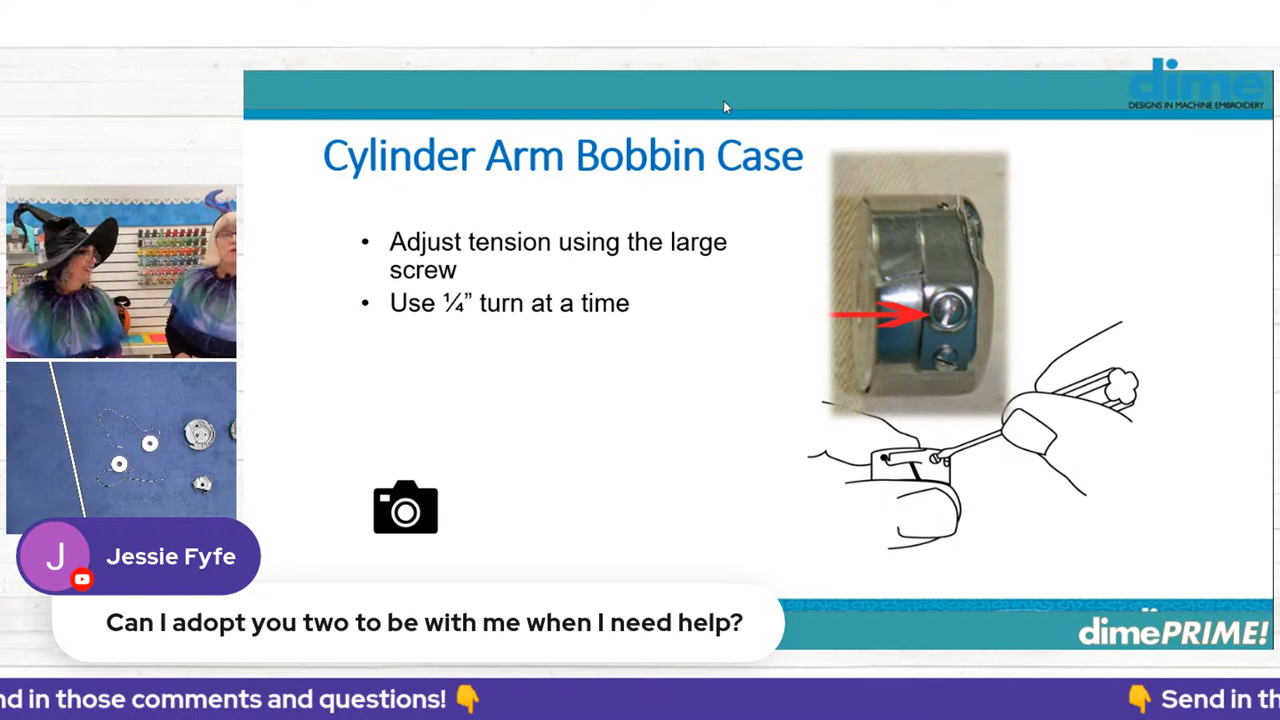 dime
DESIGNS IN MACHINE EMBROIDERY
Cylinder Arm Bobbin Case
• Adjust tension using the large
screw
• Use ¼” turn at a time
J
Jessie Fyfe
Can I adopt you two to be with me when I need help?
dimePRIME!
nd in those comments and questions! 👇
👇 Send in th